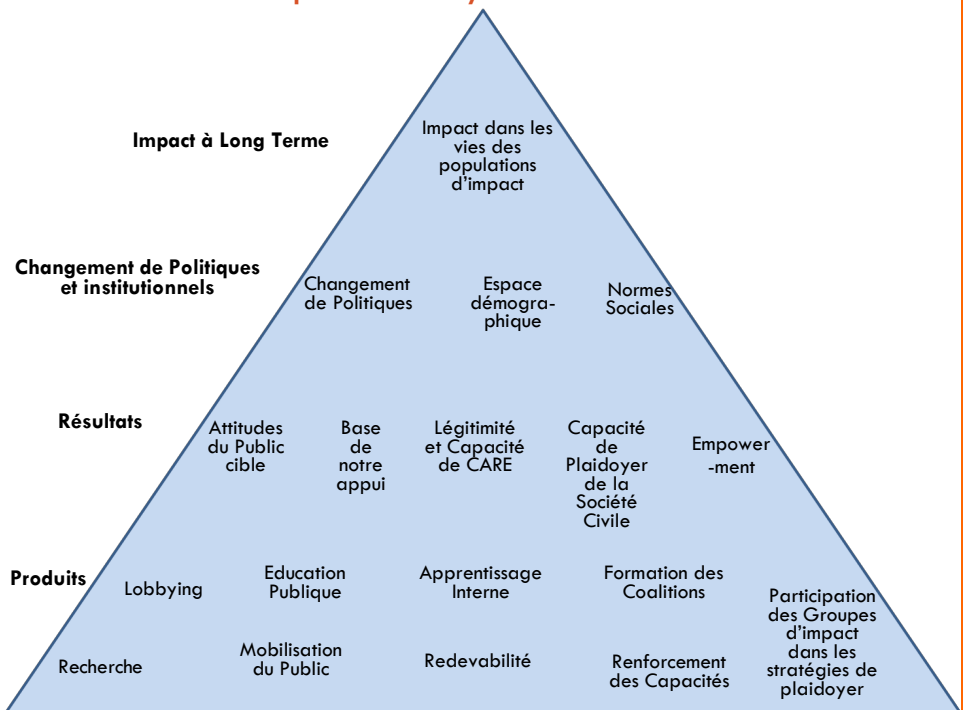 Impact à Long Terme
Impact dans les
vies des
populations
d'impact
Changement de Politiques
et institutionnels
Changement
de Politiques
Espace
démogra-
phique
Normes
Sociales
Résultats
Attitudes
du Public
cible
Base
de
notre
appui
Légitimité
et Capacité
de CARE
Capacité
de
Plaidoyer
de la
Société
Civile
Empower
-ment
Produits
Lobbying
Education
Publique
Apprentissage
Interne
Formation des
Coalitions
Participation
des Groupes
d'impact
dans les
stratégies de
plaidoyer
Recherche
Mobilisation
du Public
Redevabilité
Renforcement
des Capacités